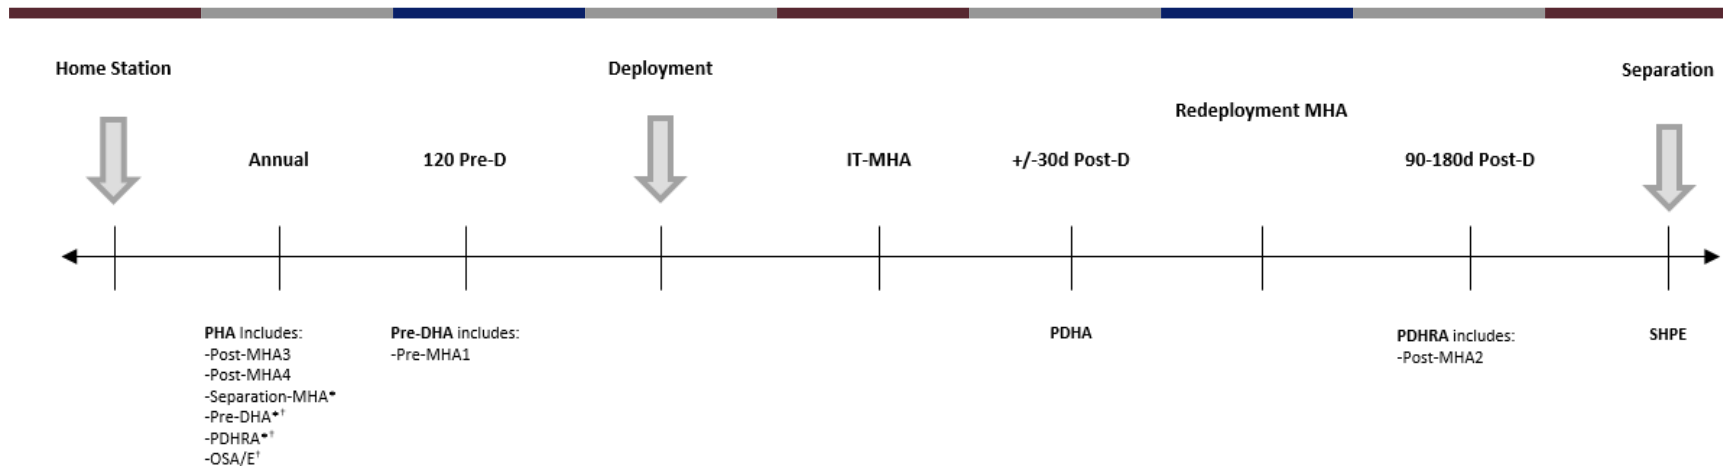 Home Station
Deployment
Separation
Redeployment MHA
Annual
120 Pre-D
IT-MHA
+/-30d Post-D
90-180d Post-D
PHA Includes:
-Post-MHA3
-Post-MHA4
-Separation-MHA*
-Pre-DHA*†
-PDHRA*†
-OSA/E†
Pre-DHA includes:
-Pre-MHA1
PDHA
PDHRA includes:
-Post-MHA2
SHPE